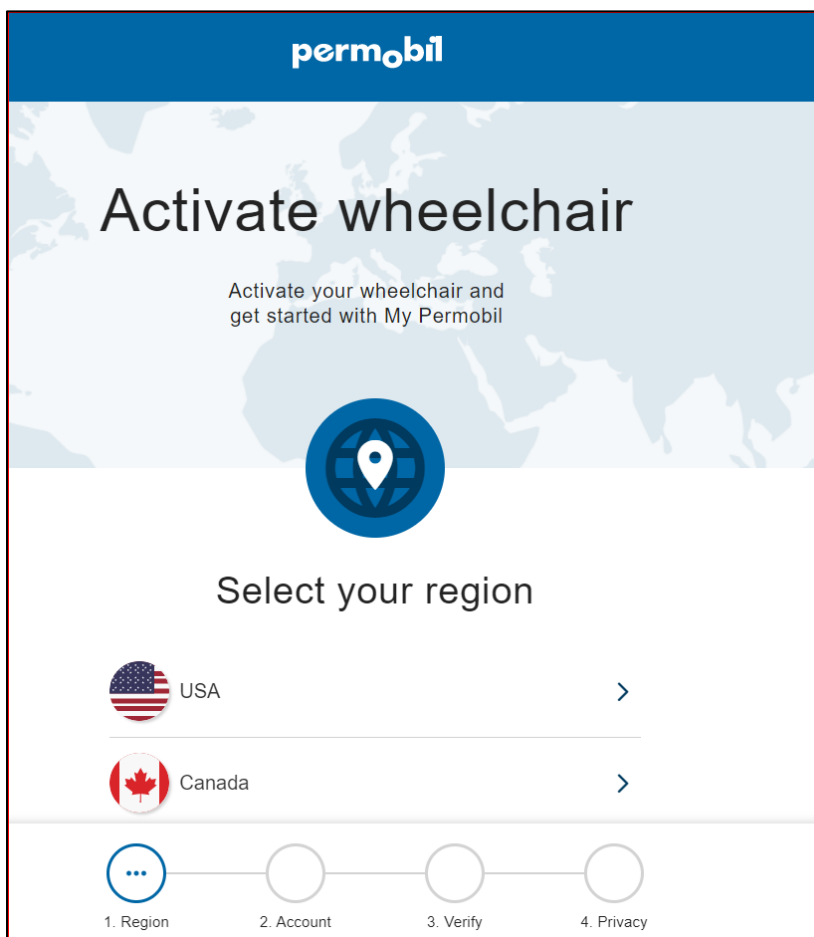 permobil
Activate wheelchair
Activate your wheelchair and
get started with My Permobil
Select your region
USA
Canada
1. Region
2. Account
3. Verify
4. Privacy